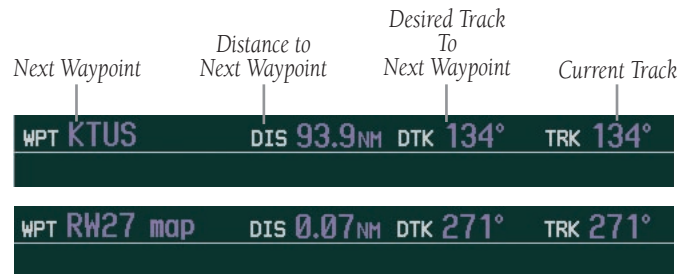 Desired Track
To
Next Waypoint
Distance to
Next Waypoint
Next Waypoint
Current Track
WPT KTUS DIS 93.9NM DTK 134° TRK 134°
WPT RW27 map DIS 0.07NM DTK 271° TRK 271°